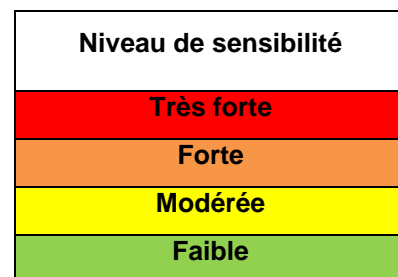 Niveau de sensibilité
Très forte
Forte
Modérée
Faible